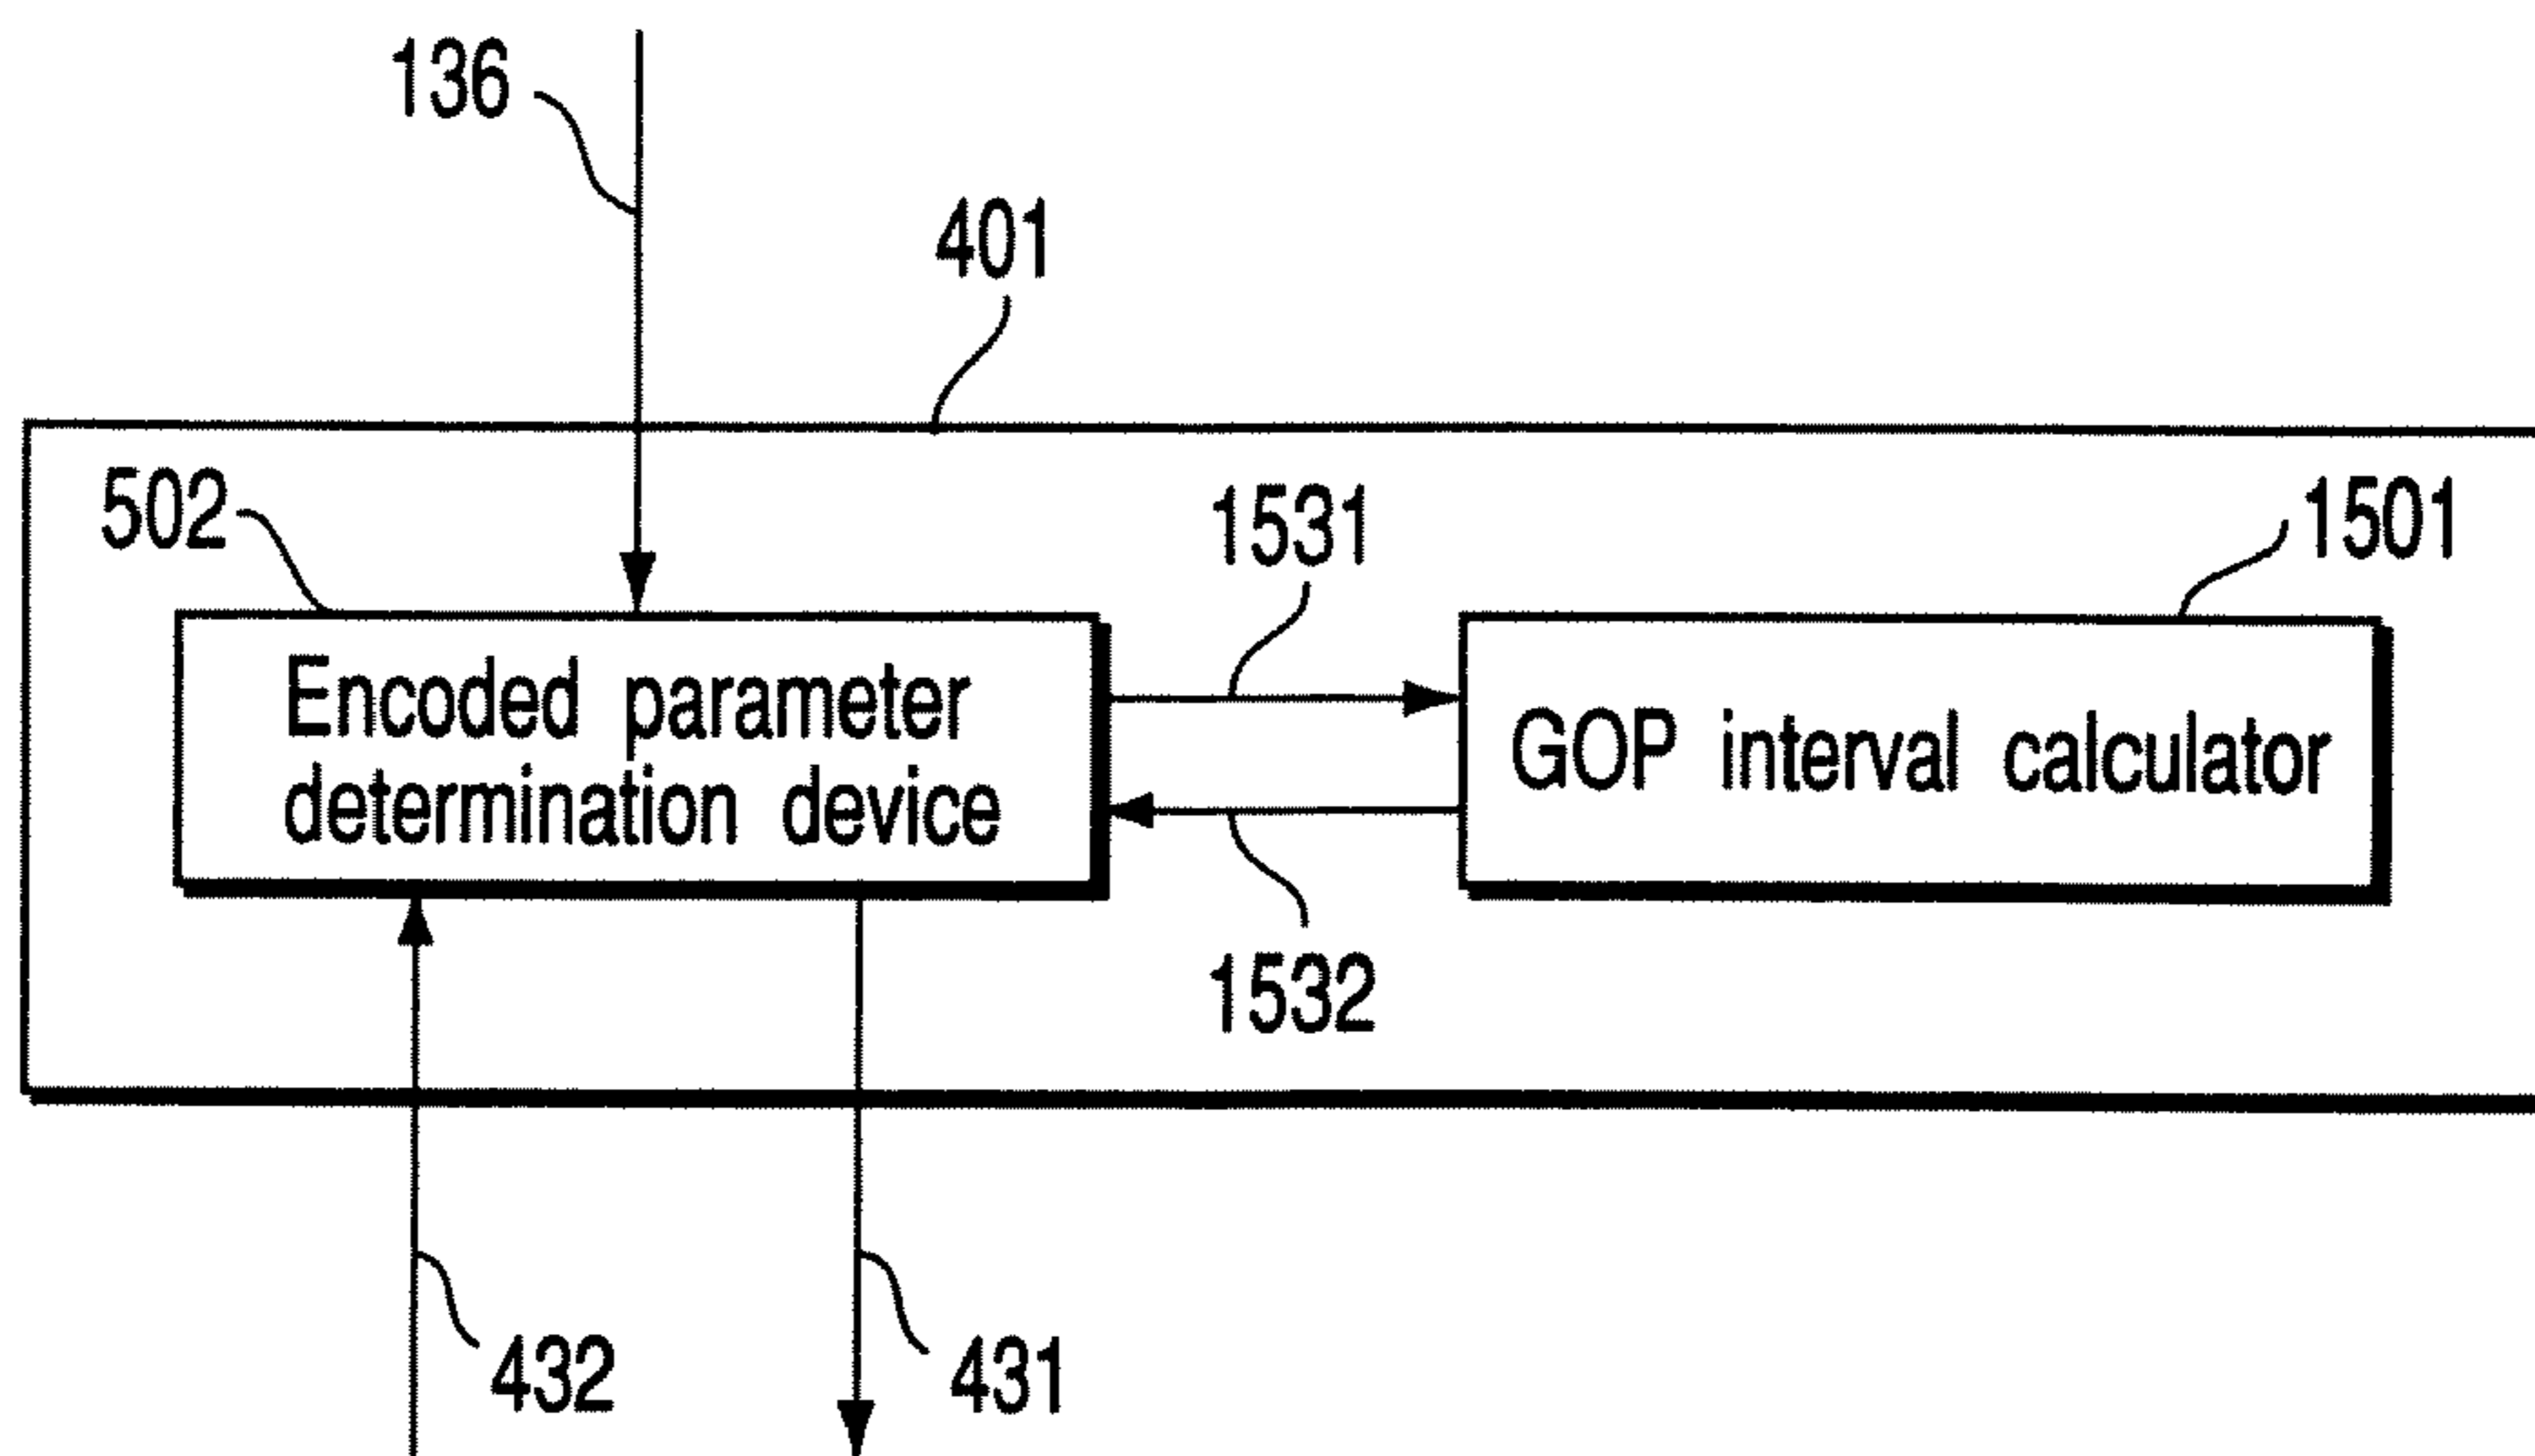 136
401
502
1531
1501
Encoded parameter
determination device
GOP interval calculator
1532
432
431